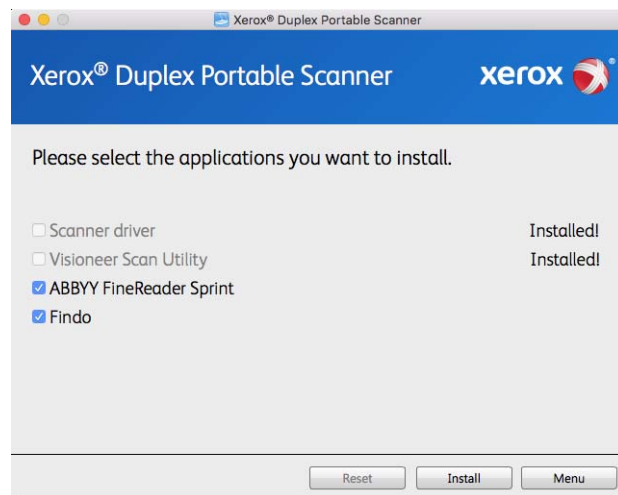 Xerox® Duplex Portable Scanner
Xerox® Duplex Portable Scanner xerox
Please select the applications you want to install.
Scanner driver Installed!
Visioneer Scan Utility Installed!
ABBYY FineReader Sprint
Findo
Reset Install Menu